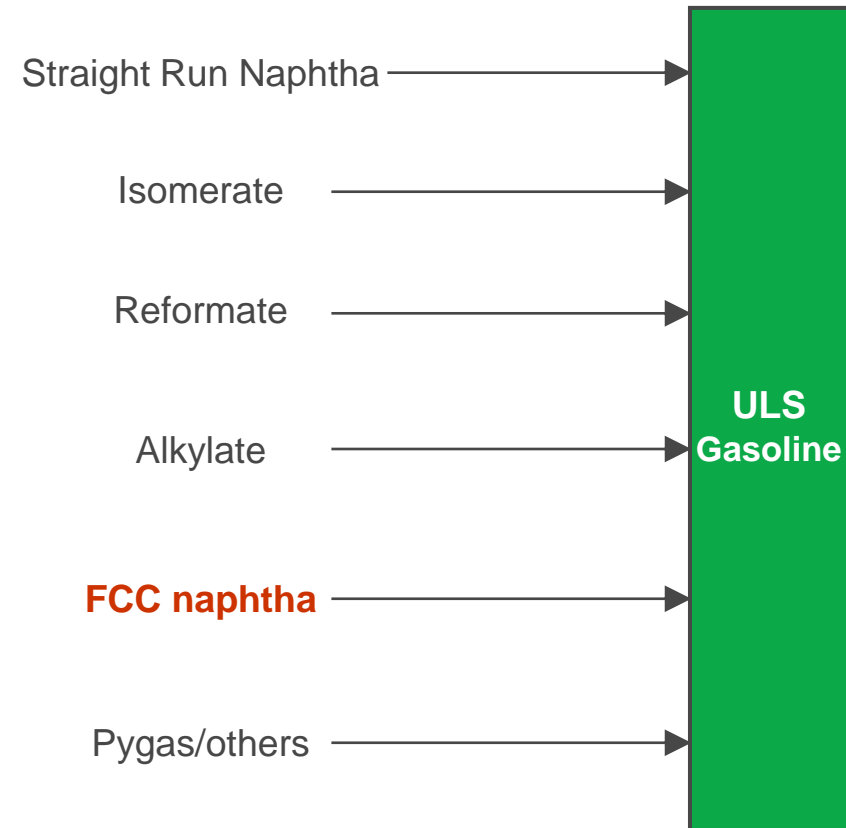 Straight Run Naphtha
Isomerate
Reformate
Alkylate
FCC naphtha
Pygas/others
ULS
Gasoline